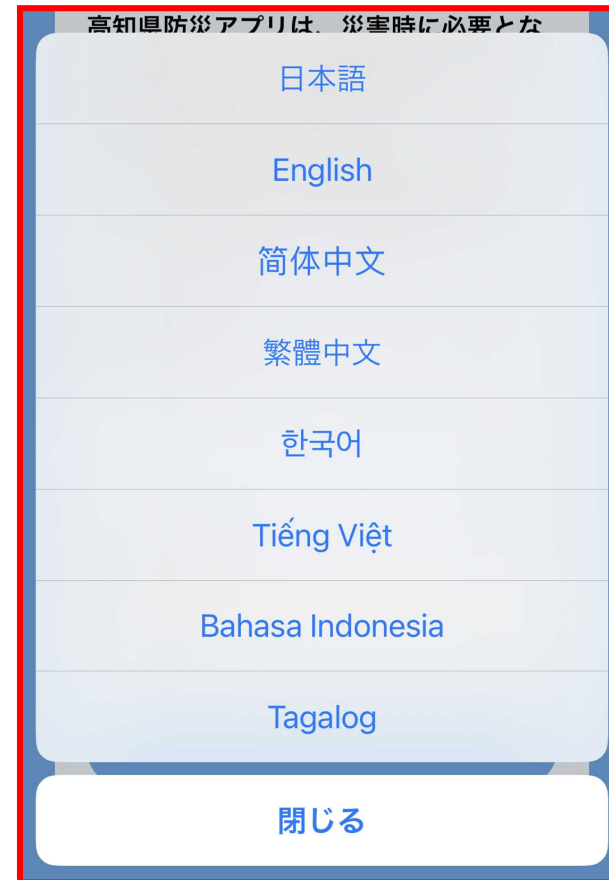 高知県防災アプリは、災害時に必要とな
日本語
English
简体中文
繁體中文
한국어
Tiếng Việt
Bahasa Indonesia
Tagalog
閉じる